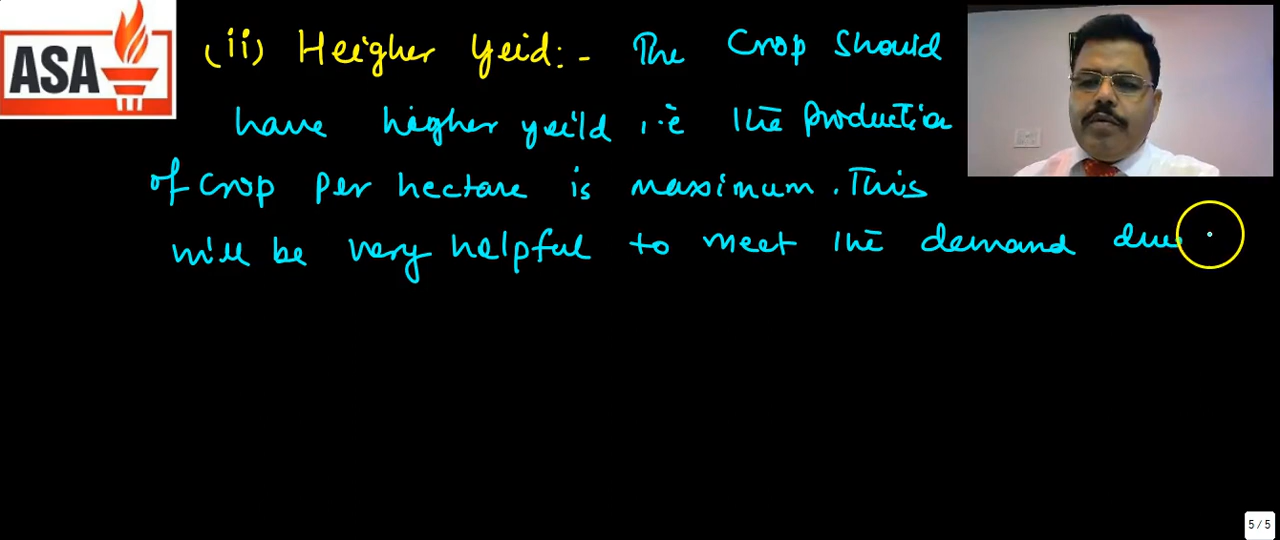 ASA
(ii) Heigher Yeid:- The Crop Should
have higher yeild i.e the production
of crop per hectare is maximum. This
will be very helpful to meet the demand due
5/5